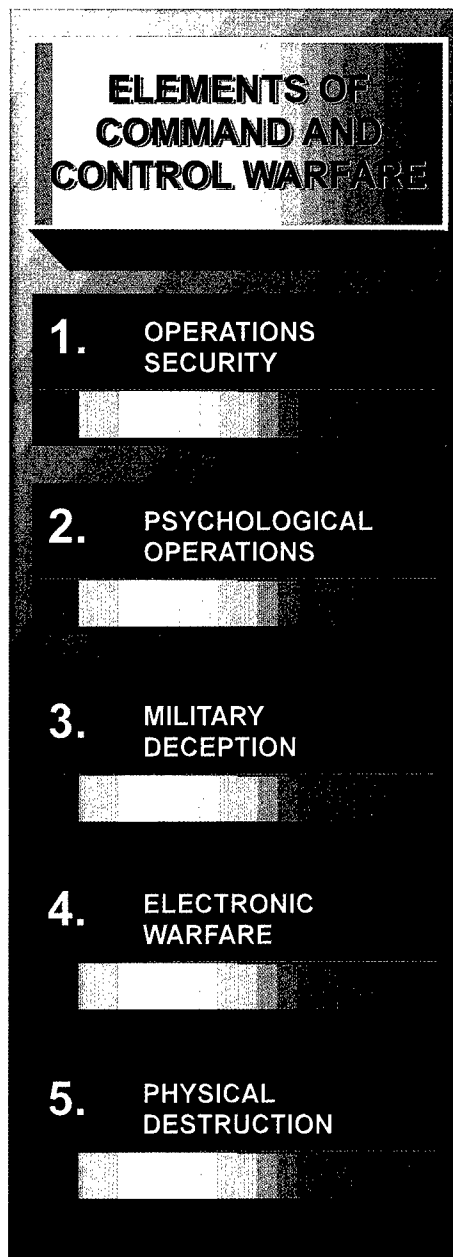 ELEMENTS OF
COMMAND AND
CONTROL WARFARE
1. OPERATIONS
SECURITY
2. PSYCHOLOGICAL
OPERATIONS
3. MILITARY
DECEPTION
4. ELECTRONIC
WARFARE
5. PHYSICAL
DESTRUCTION